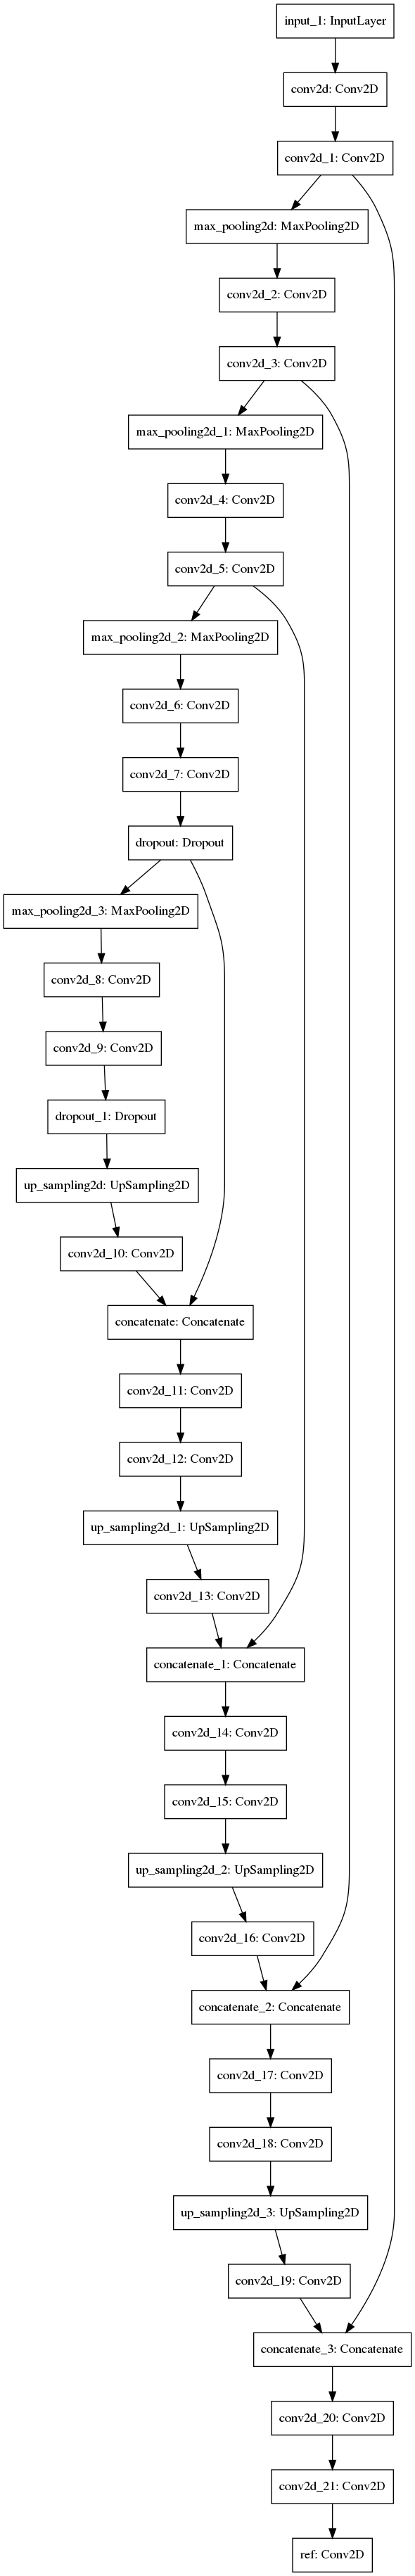 input_1: InputLayer
conv2d: Conv2D
conv2d_1: Conv2D
max_pooling2d: MaxPooling2D
conv2d_2: Conv2D
conv2d_3: Conv2D
max_pooling2d_1: MaxPooling2D
conv2d_4: Conv2D
conv2d_5: Conv2D
max_pooling2d_2: MaxPooling2D
conv2d_6: Conv2D
conv2d_7: Conv2D
dropout: Dropout
max_pooling2d_3: MaxPooling2D
conv2d_8: Conv2D
conv2d_9: Conv2D
dropout_1: Dropout
up_sampling2d: UpSampling2D
conv2d_10: Conv2D
concatenate: Concatenate
conv2d_11: Conv2D
conv2d_12: Conv2D
up_sampling2d_1: UpSampling2D
conv2d_13: Conv2D
concatenate_1: Concatenate
conv2d_14: Conv2D
conv2d_15: Conv2D
up_sampling2d_2: UpSampling2D
conv2d_16: Conv2D
concatenate_2: Concatenate
conv2d_17: Conv2D
conv2d_18: Conv2D
up_sampling2d_3: UpSampling2D
conv2d_19: Conv2D
concatenate_3: Concatenate
conv2d_20: Conv2D
conv2d_21: Conv2D
ref: Conv2D